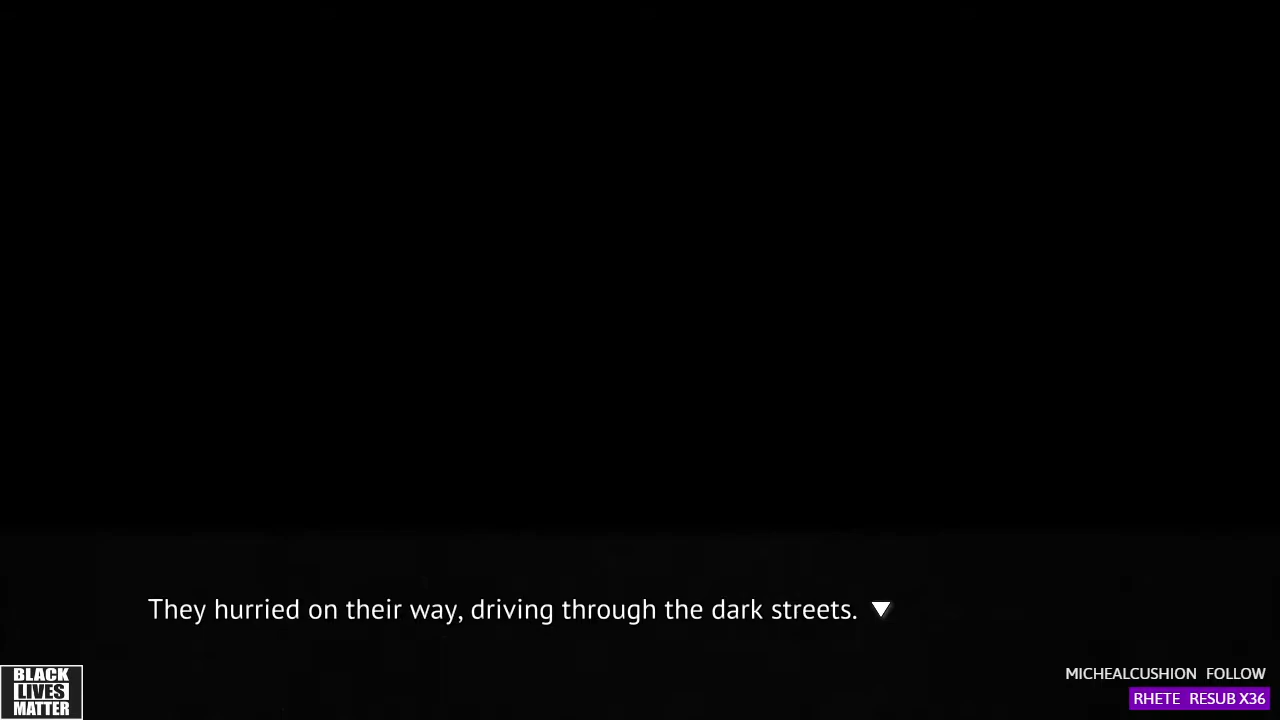 They hurried on their way, driving through the dark streets.
BLACK
LIVES
MATTER
MICHEALCUSHION FOLLOW
RHETE RESUB X36